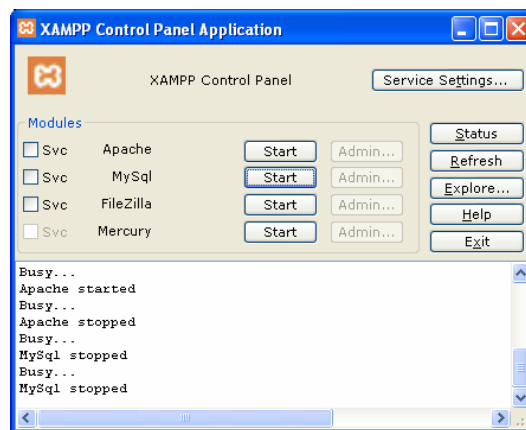 XAMPP Control Panel Application
XAMPP Control Panel
Service Settings...
Modules
Svc Apache Start Admin...
Svc MySql Start Admin...
Svc FileZilla Start Admin...
Svc Mercury Start Admin...
Status
Refresh
Explore...
Help
Exit
Busy...
Apache started
Busy...
Apache stopped
Busy...
MySql stopped
Busy...
MySql stopped